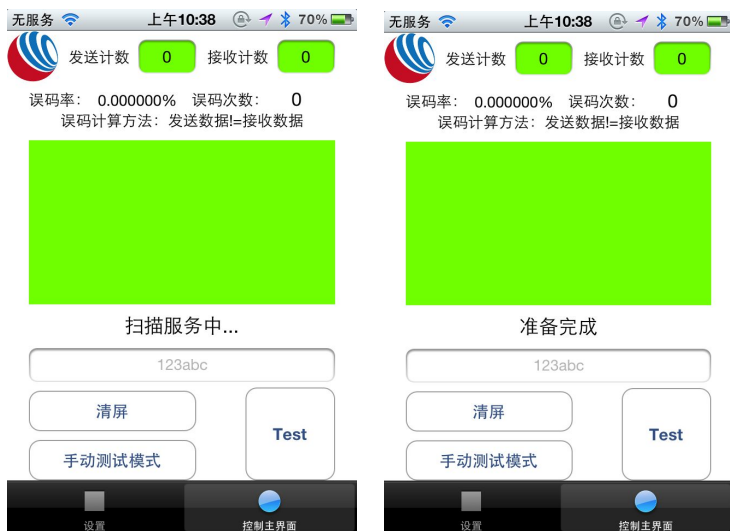 无服务 上午10:38 70%
发送计数 0 接收计数 0
误码率: 0.000000% 误码次数: 0
误码计算方法: 发送数据!=接收数据
扫描服务中...
123abc
清屏
手动测试模式
Test
设置 控制主界面
无服务 上午10:38 70%
发送计数 0 接收计数 0
误码率: 0.000000% 误码次数: 0
误码计算方法: 发送数据!=接收数据
准备完成
123abc
清屏
手动测试模式
Test
设置 控制主界面